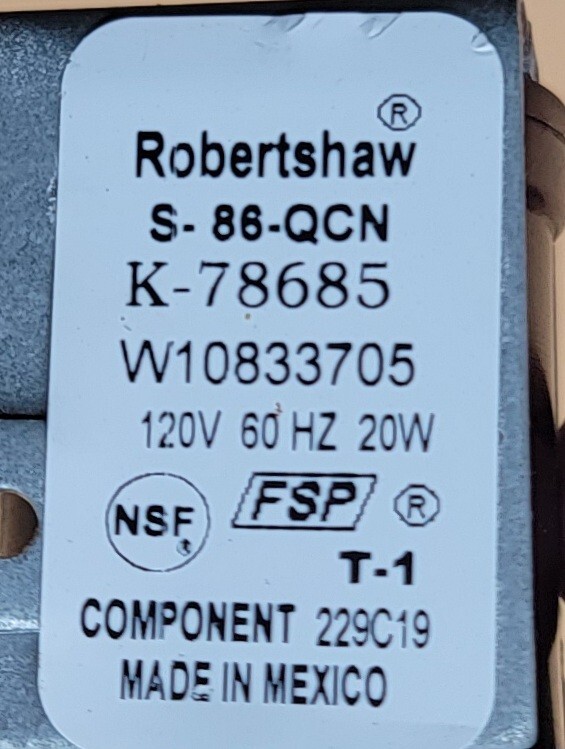 Robertshaw ®
S- 86-QCN
K-78685
W10833705
120V 60 HZ 20W
NSF ® FSP ®
T-1
COMPONENT 229C19
MADE IN MEXICO